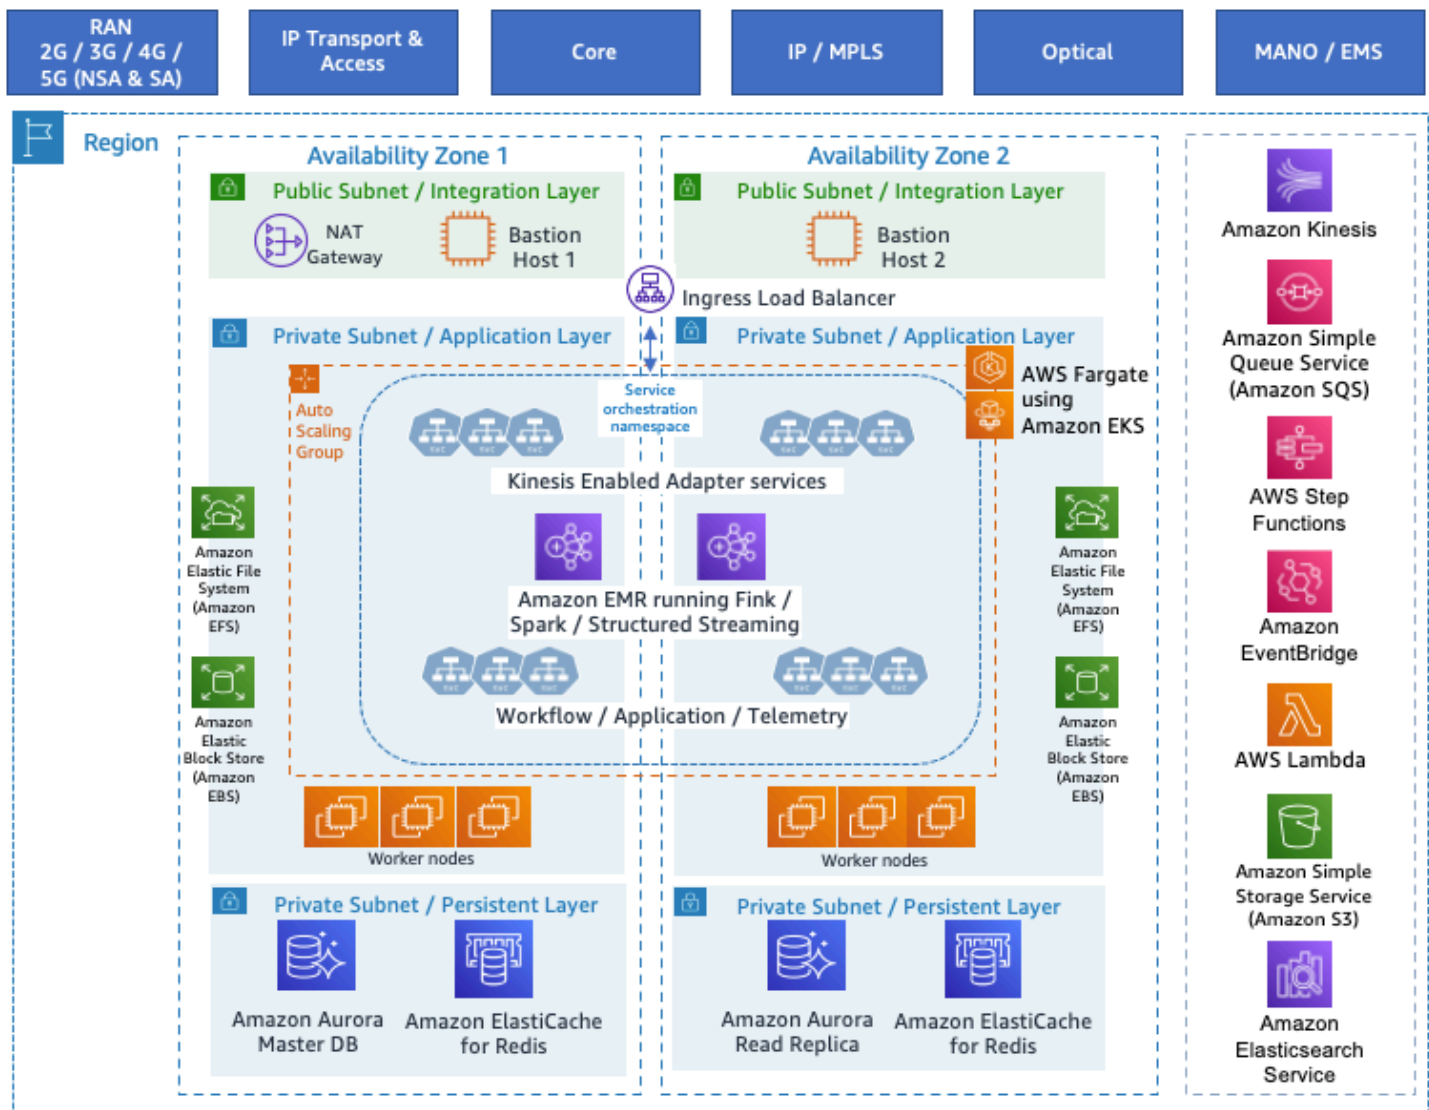 RAN
2G / 3G / 4G /
5G (NSA & SA)
IP Transport &
Access
Core
IP / MPLS
Optical
MANO / EMS
Region
Availability Zone 1
Public Subnet / Integration Layer
NAT
Gateway
Bastion
Host 1
Availability Zone 2
Public Subnet / Integration Layer
Bastion
Host 2
Ingress Load Balancer
Private Subnet / Application Layer
Private Subnet / Application Layer
Auto
Scaling
Group
Service
orchestration
namespace
AWS Fargate
using
Amazon EKS
Kinesis Enabled Adapter services
Amazon EMR running Fink /
Spark / Structured Streaming
Workflow / Application / Telemetry
Amazon
Elastic File
System
(Amazon
EFS)
Amazon
Elastic
Block Store
(Amazon
EBS)
Amazon
Elastic File
System
(Amazon
EFS)
Amazon
Elastic
Block Store
(Amazon
EBS)
Worker nodes
Worker nodes
Private Subnet / Persistent Layer
Amazon Aurora
Master DB
Amazon ElastiCache
for Redis
Private Subnet / Persistent Layer
Amazon Aurora
Read Replica
Amazon ElastiCache
for Redis
Amazon Kinesis
Amazon Simple
Queue Service
(Amazon SQS)
AWS Step
Functions
Amazon
EventBridge
AWS Lambda
Amazon Simple
Storage Service
(Amazon S3)
Amazon
Elasticsearch
Service